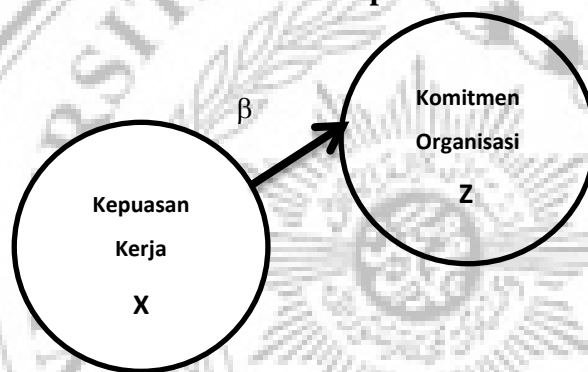 β
Komitmen
Organisasi
Z
Kepuasan
Kerja
X